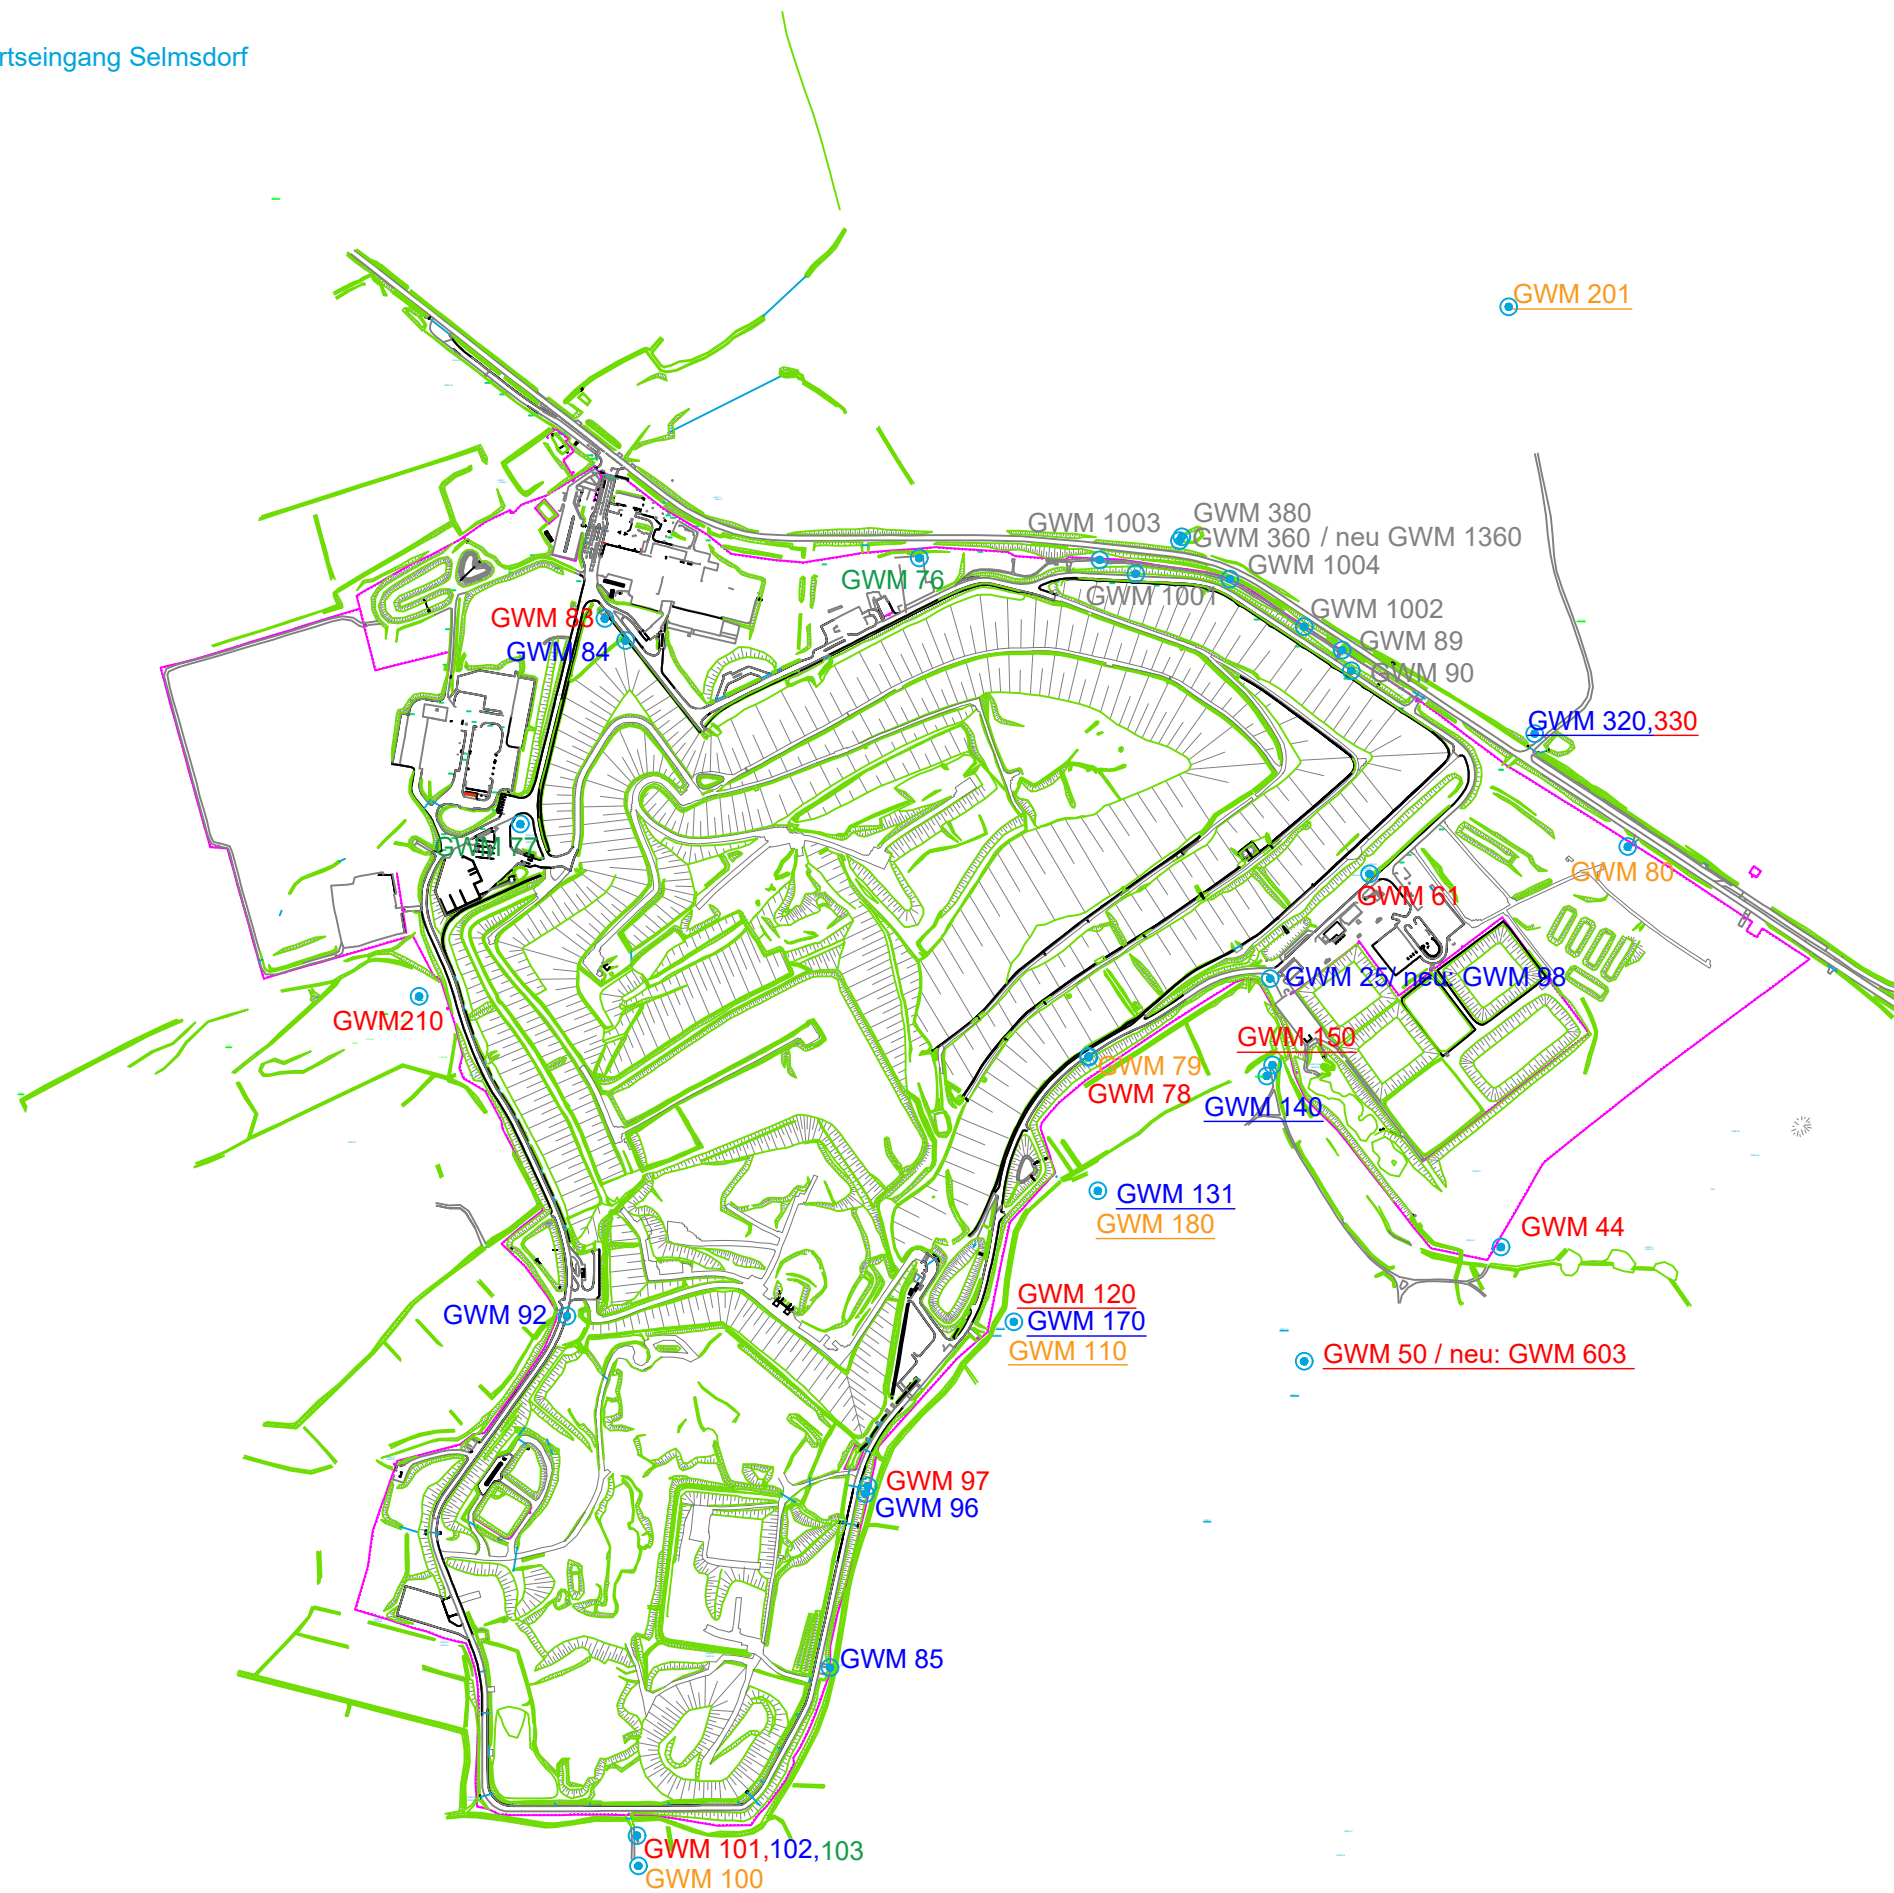 rtseingang Selmsdorf
GWM 201
GWM 380
GWM 1003
GWM 360 / neu GWM 1360
GWM 1004
GWM 76
GWM 1001
GWM 1002
GWM 83
GWM 89
GWM 84
GWM 90
GWM 320,330
GWM 77
GWM 80
GWM 61
GWM 25/ neu: GWM 98
GWM210
GWM 150
GWM 79
GWM 78
GWM 140
GWM 131
GWM 180
GWM 44
GWM 120
GWM 92
GWM 170
GWM 110
GWM 50 / neu: GWM 603
GWM 97
GWM 96
GWM 85
GWM 101,102,103
GWM 100